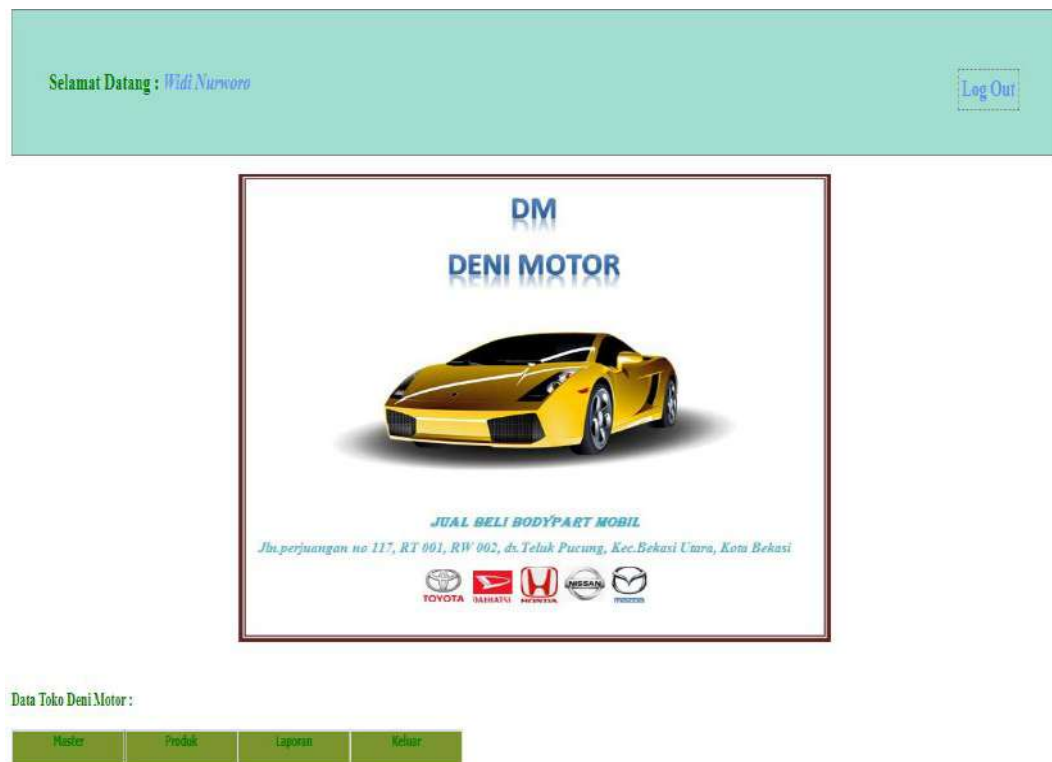 Selamat Datang : Widi Nurworo
Log Out
DM
DENI MOTOR
JUAL BELI BODYPART MOBIL
Jln.perjuangan no 117, RT 001, RW 002, ds.Teluk Pucung, Kec.Bekasi Utara, Kota Bekasi
TOYOTA DAIHATSU HONDA NISSAN mazda
Data Toko Deni Motor :
Master Produk Laporan Keluar